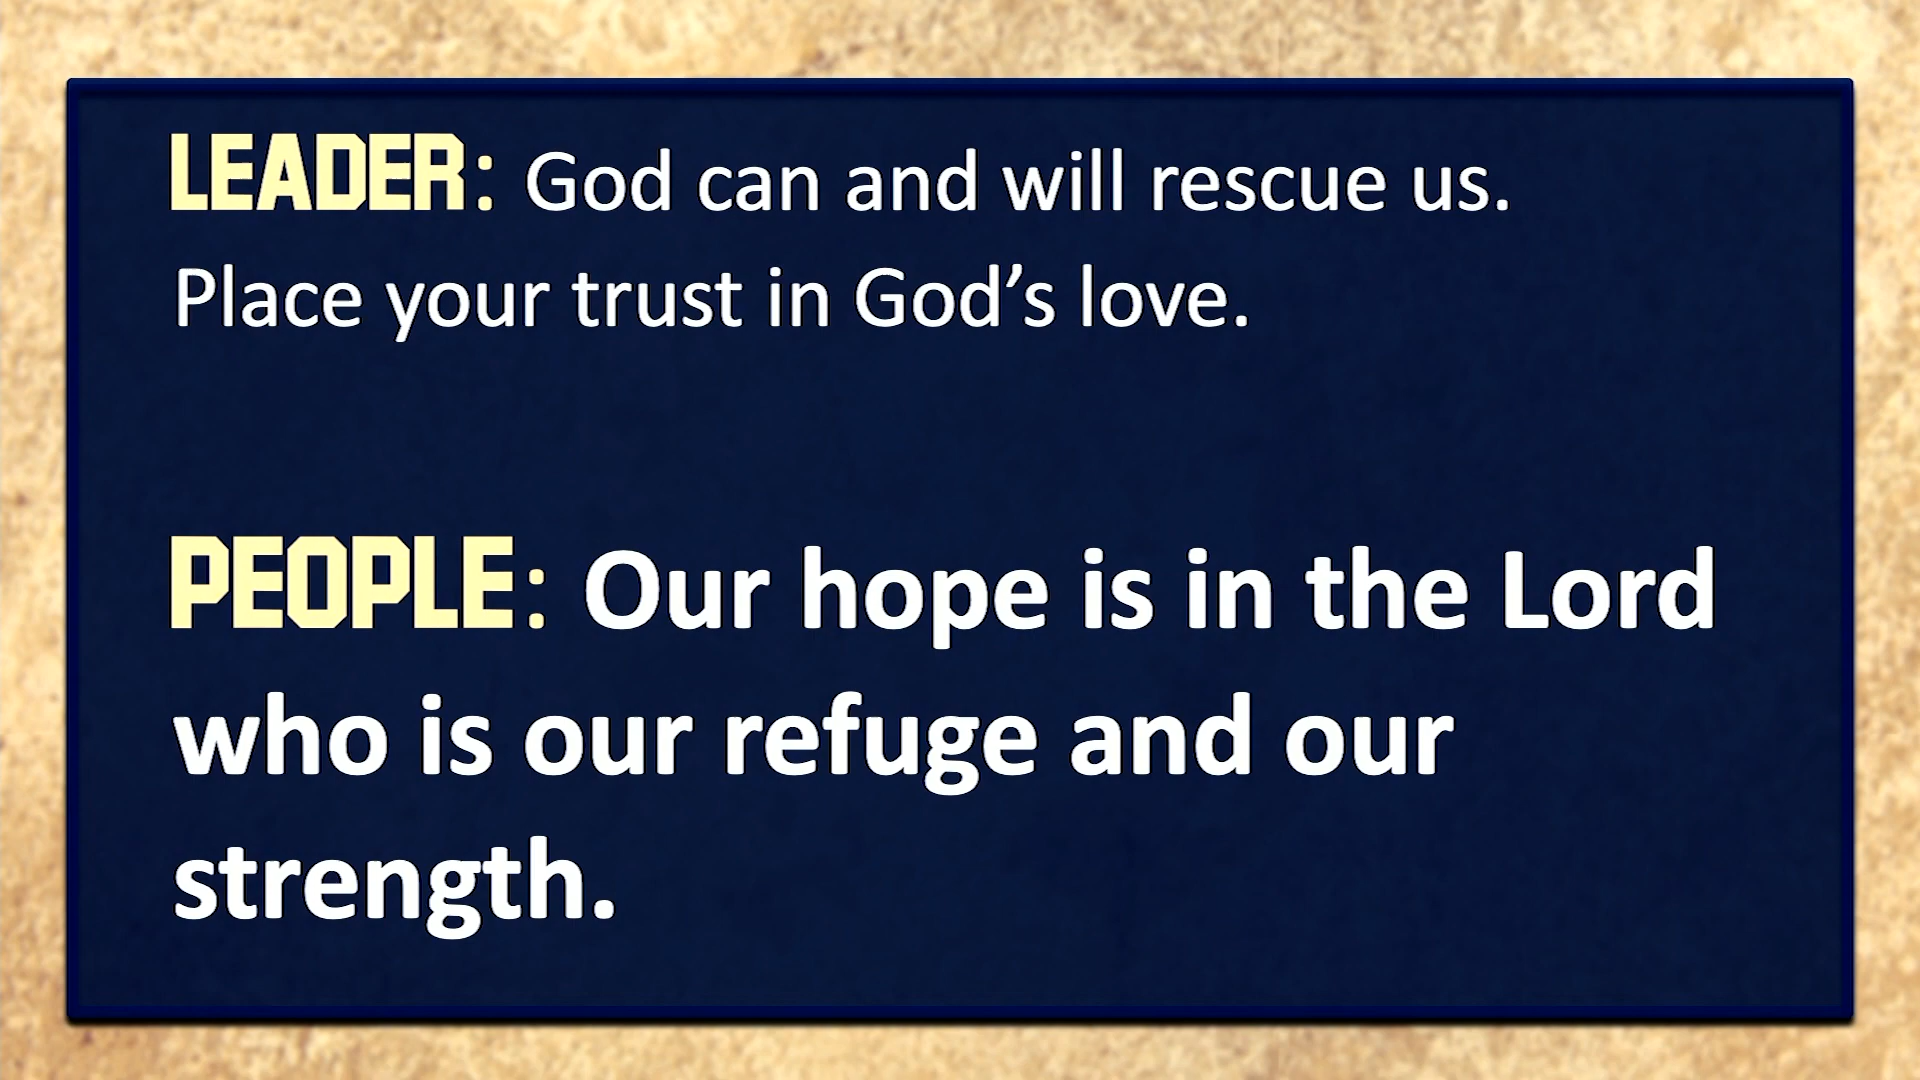 LEADER: God can and will rescue us.
Place your trust in God’s love.
PEOPLE: Our hope is in the Lord
who is our refuge and our
strength.